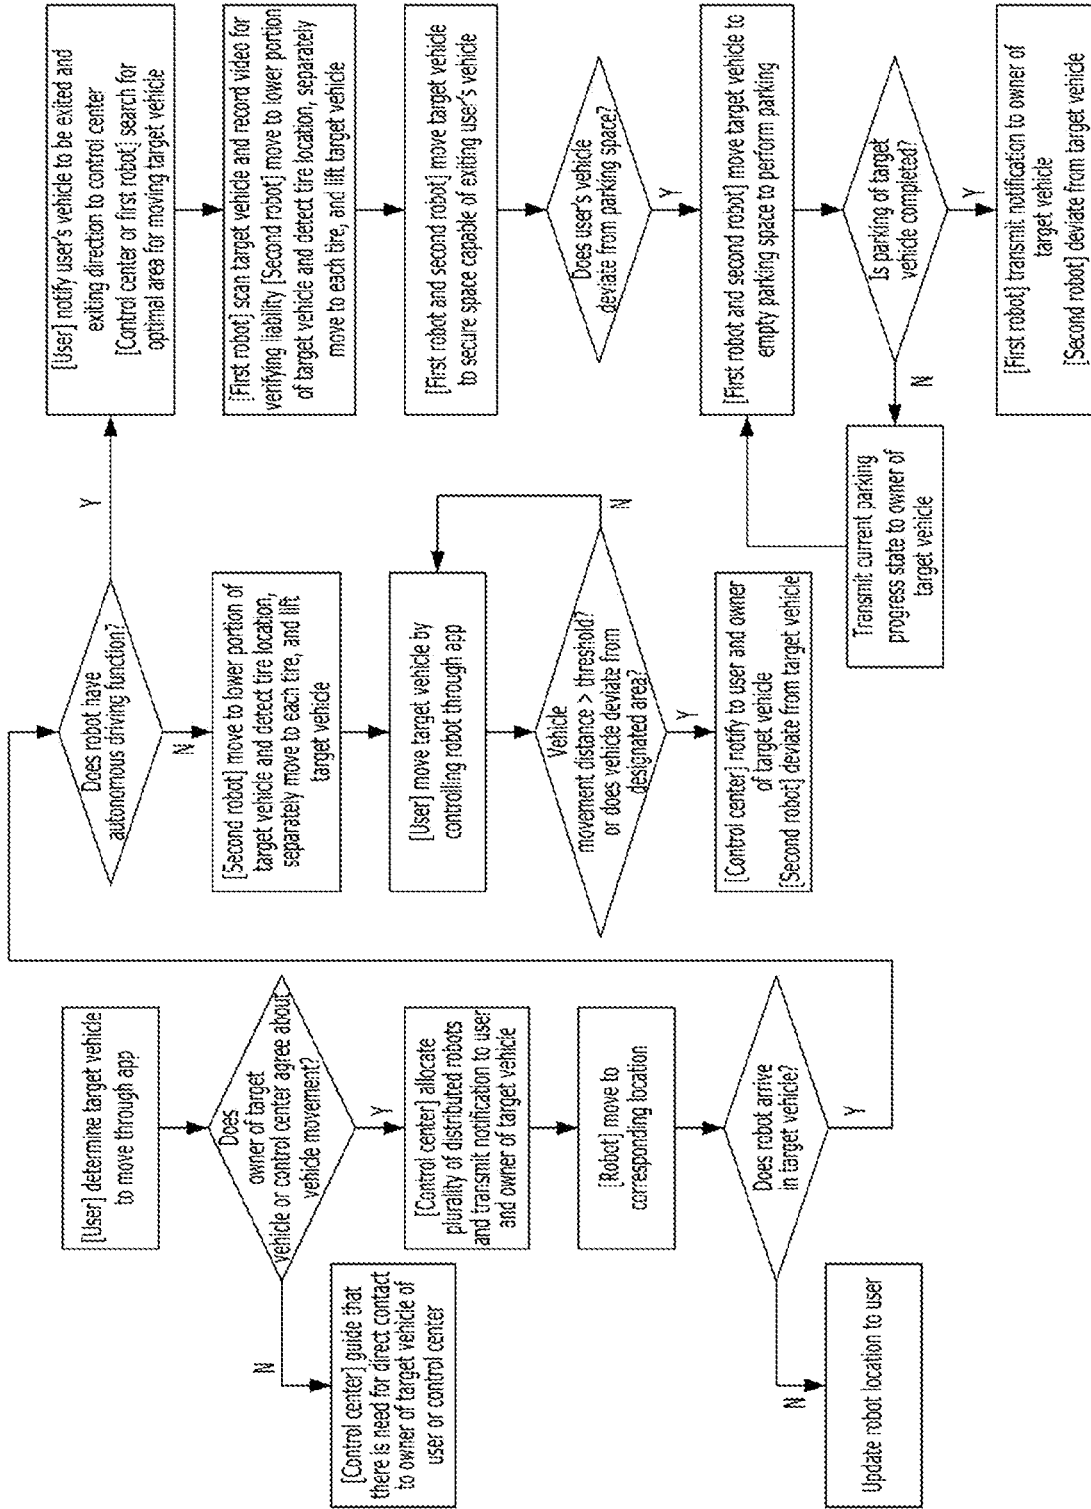 [User] determine target vehicle
to move through app
Does
owner of target
vehicle or control center agree about
vehicle movement?
N
[Control center] guide that
there is need for direct contact
to owner of target vehicle of
user or control center
Y
[Control center] allocate
plurality of distributed robots
and transmit notification to user
and owner of target vehicle
[Robot] move to
corresponding location
Does robot arrive
in target vehicle?
N
Update robot location to user
Y
Does robot have
autonomous driving function?
N
[Second robot] move to lower portion of
target vehicle and detect tire location,
separately move to each tire, and lift
target vehicle
[User] move target vehicle by
controlling robot through app
Vehicle
movement distance > threshold?
or does vehicle deviate from
designated area?
N
Y
[Control center] notify to user and owner
of target vehicle
[Second robot] deviate from target vehicle
Y
[User] notify user's vehicle to be exited and
exiting direction to control center
[Control center or first robot] search for
optimal area for moving target vehicle
[First robot] scan target vehicle and record video for
verifying liability [Second robot] move to lower portion
of target vehicle and detect tire location, separately
move to each tire, and lift target vehicle
[First robot and second robot] move target vehicle
to secure space capable of exiting user's vehicle
Does user's vehicle
deviate from parking space?
Y
[First robot and second robot] move target vehicle to
empty parking space to perform parking
Is parking of target
vehicle completed?
N
Transmit current parking
progress state to owner of
target vehicle
Y
[First robot] transmit notification to owner of
target vehicle
[Second robot] deviate from target vehicle